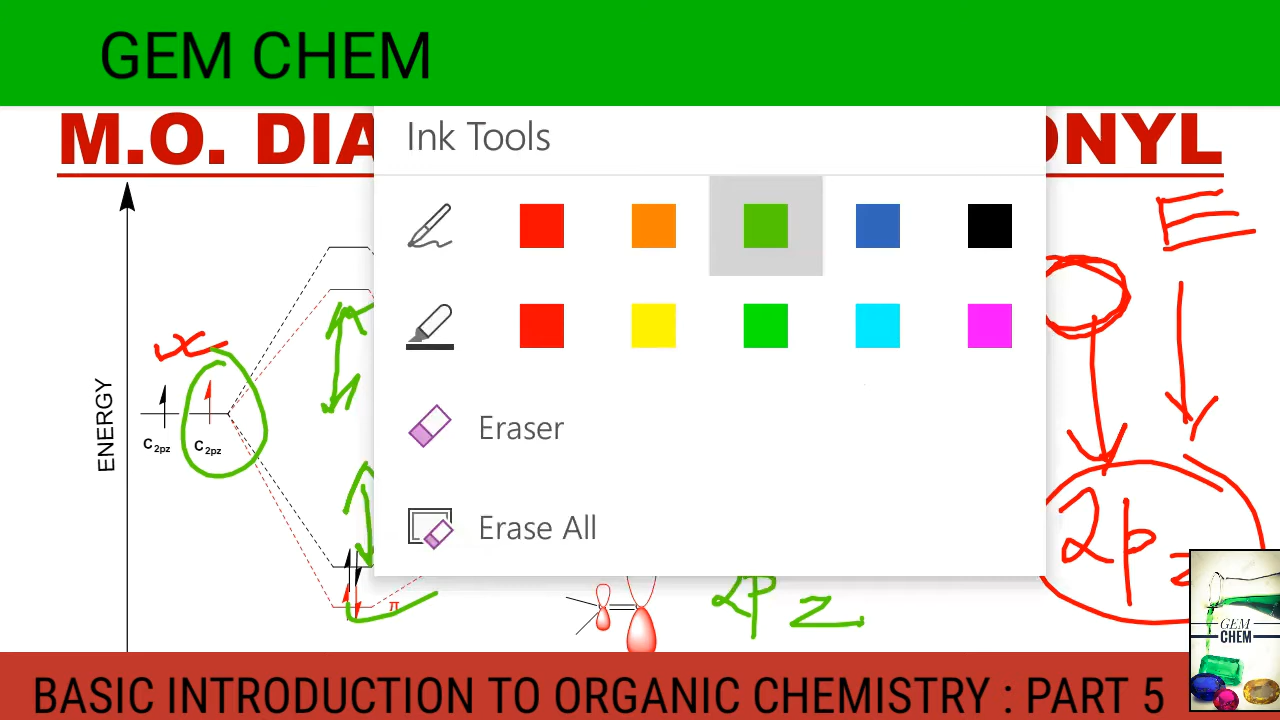 GEM CHEM
M.O. DIA
ONYL
Ink Tools
E
x
ENERGY
C2pz
C2pz
Eraser
Erase All
2pz
π
2pz
GEM
CHEM
BASIC INTRODUCTION TO ORGANIC CHEMISTRY : PART 5